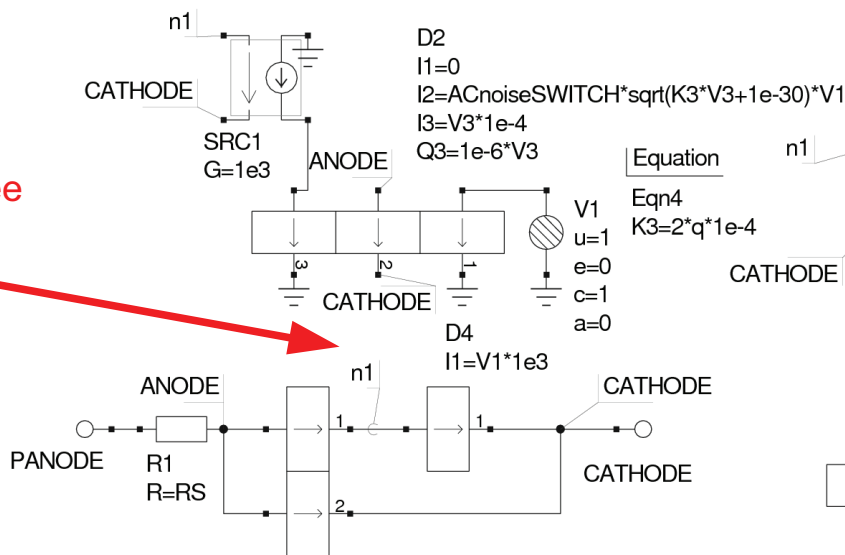 n1
CATHODE
SRC1
G=1e3
D2
I1=0
I2=ACnoiseSWITCH*sqrt(K3*V3+1e-30)*V1
I3=V3*1e-4
Q3=1e-6*V3
ee
ANODE
3
2
1
CATHODE
V1
u=1
e=0
c=1
a=0
Equation
Eqn4
K3=2*q*1e-4
n1
CATHODE
D4
I1=V1*1e3
ANODE
n1
CATHODE
1
1
PANODE
R1
R=RS
2
CATHODE